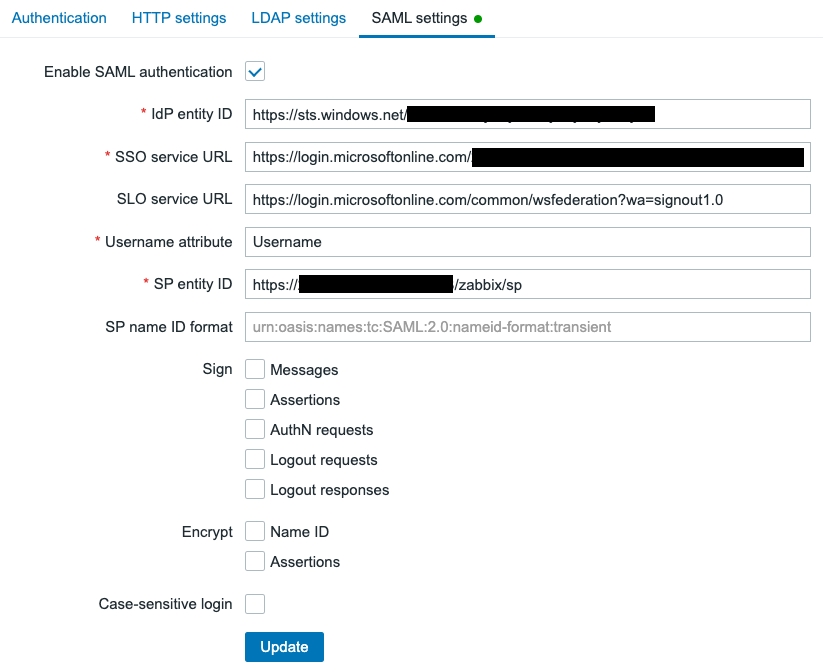 Authentication HTTP settings LDAP settings SAML settings
Enable SAML authentication
* IdP entity ID https://sts.windows.net/
* SSO service URL https://login.microsoftonline.com/
SLO service URL https://login.microsoftonline.com/common/wsfederation?wa=signout1.0
* Username attribute Username
* SP entity ID https:// /zabbix/sp
SP name ID format urn:oasis:names:tc:SAML:2.0:nameid-format:transient
Sign Messages
Assertions
AuthN requests
Logout requests
Logout responses
Encrypt Name ID
Assertions
Case-sensitive login
Update